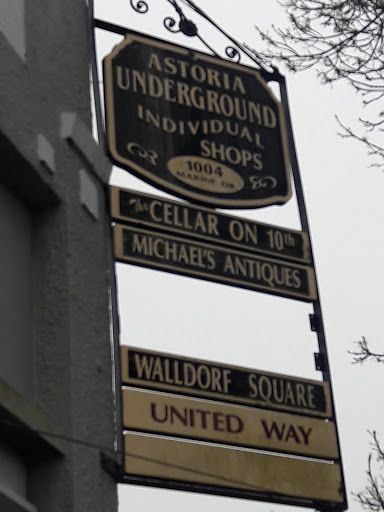 ASTORIA
UNDERGROUND
INDIVIDUAL
SHOPS
1004
MARINE DR
The CELLAR ON 10th
MICHAEL'S ANTIQUES
WALLDORF SQUARE
UNITED WAY